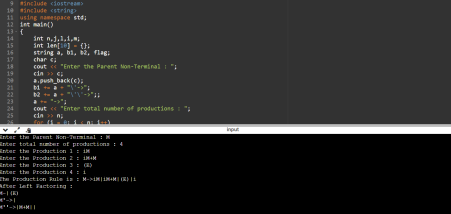 9 #include <iostream>
10 #include <string>
11 using namespace std;
12 int main()
13 {
14 int n,j,l,i,m;
15 int len[10] = {};
16 string a, b1, b2, flag;
17 char c;
18 cout << "Enter the Parent Non-Terminal : ";
19 cin >> c;
20 a.push_back(c);
21 b1 += a + "\'->";
22 b2 += a + "\'\'->";;
23 a += "->";
24 cout << "Enter total number of productions : ";
25 cin >> n;
26 for (i = 0; i < n; i++)
input
Enter the Parent Non-Terminal : M
Enter total number of productions : 4
Enter the Production 1 : iM
Enter the Production 2 : iM+M
Enter the Production 3 : (E)
Enter the Production 4 : i
The Production Rule is : M->iM|iM+M|(E)|i
After Left Factoring :
M-|(E)
M'->|
M''->|M+M|